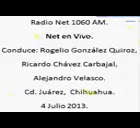 Radio Net 1060 AM.
Net en Vivo.
Conduce: Rogelio González Quiroz,
Ricardo Chávez Carbajal,
Alejandro Velasco.
Cd. Juárez, Chihuahua.
4 Julio 2013.